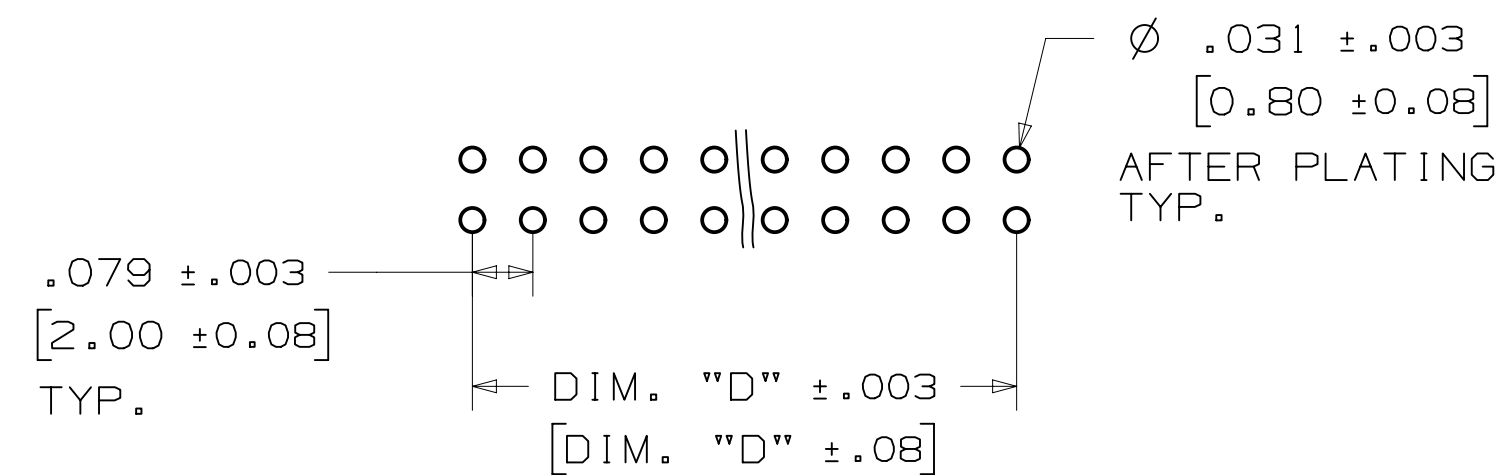 Ø .031 ±.003
[0.80 ±0.08]
AFTER PLATING
TYP.
.079 ±.003
[2.00 ±0.08]
TYP.
DIM. "D" ±.003
[DIM. "D" ±.08]